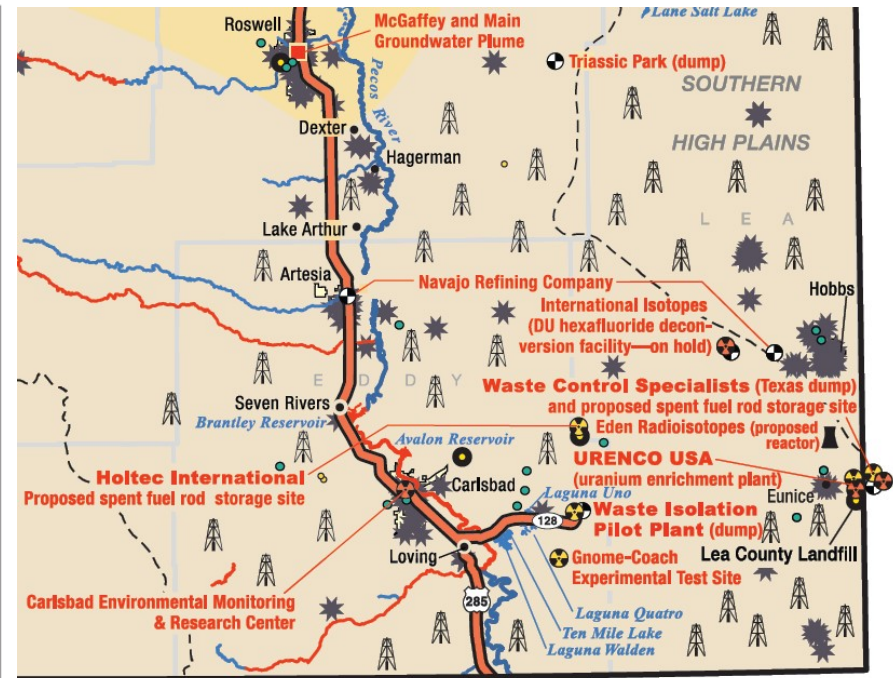 Lane Salt Lake
Roswell
McGaffey and Main
Groundwater Plume
Triassic Park (dump)
Pecos River
SOUTHERN
HIGH PLAINS
Dexter
Hagerman
LEA
Lake Arthur
Artesia
Navajo Refining Company
Hobbs
International Isotopes
(DU hexafluoride decon-
version facility—on hold)
EDDY
Waste Control Specialists (Texas dump)
and proposed spent fuel rod storage site
Seven Rivers
Brantley Reservoir
Eden Radioisotopes (proposed
reactor)
Avalon Reservoir
URENCO USA
(uranium enrichment plant)
Holtec International
Proposed spent fuel rod storage site
Carlsbad
Eunice
Laguna Uno
Waste Isolation
Pilot Plant (dump)
128
Loving
Lea County Landfill
Gnome-Coach
Experimental Test Site
Carlsbad Environmental Monitoring
& Research Center
285
Laguna Quatro
Ten Mile Lake
Laguna Walden